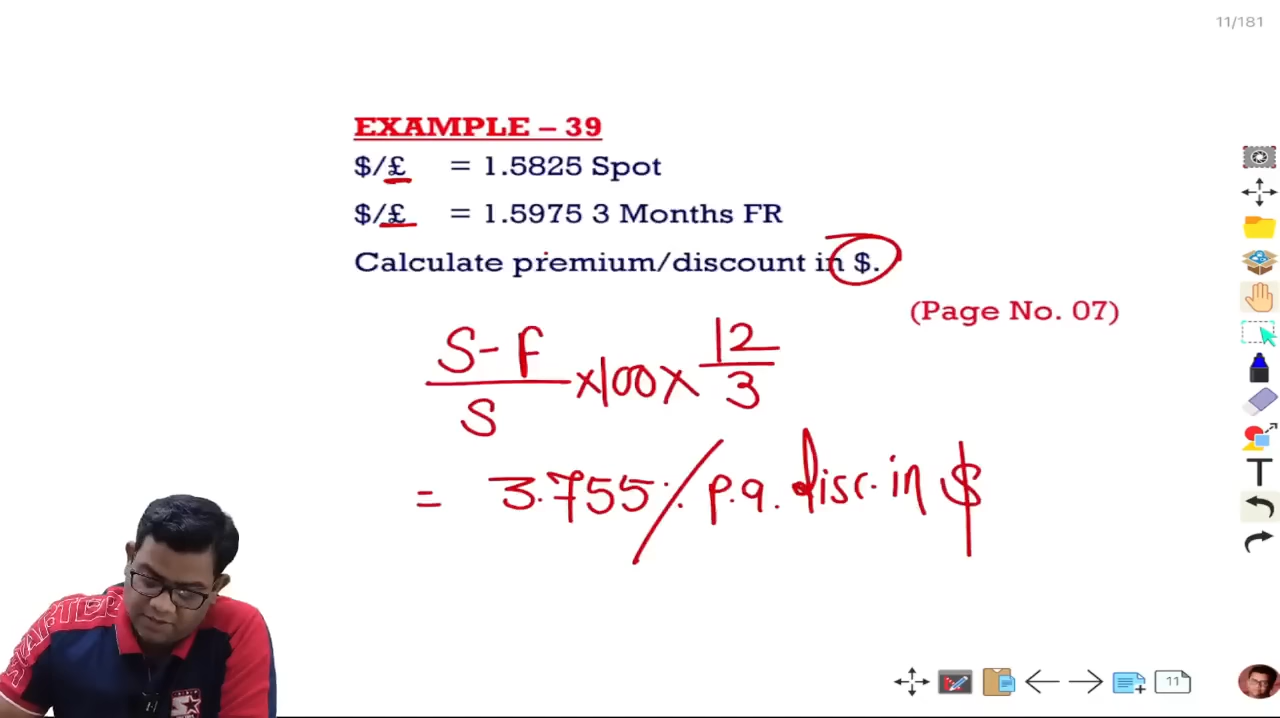 11/181
EXAMPLE – 39
$/£ = 1.5825 Spot
$/£ = 1.5975 3 Months FR
Calculate premium/discount in $.
(Page No. 07)
S-F/S ×100× 12/3
= 3.755% p.a. disc. in $
T
11